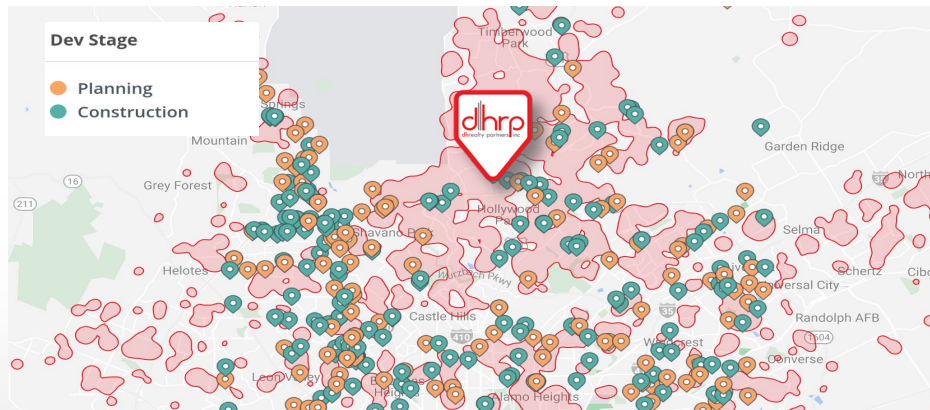 Dev Stage
Planning
Construction
Timberwood
Park
Springs
Mountain
Grey Forest
16
211
Helotes
Garden Ridge
North
dhrp
dhrealty partners, inc
Hollywood
Shavano Park
Wurzbach Pkwy
Selma
Schertz
Cibo
Universal City
Randolph AFB
Castle Hills
410
35
Windcrest
1604
Converse
Leon Valley
Heights
Alamo Heights